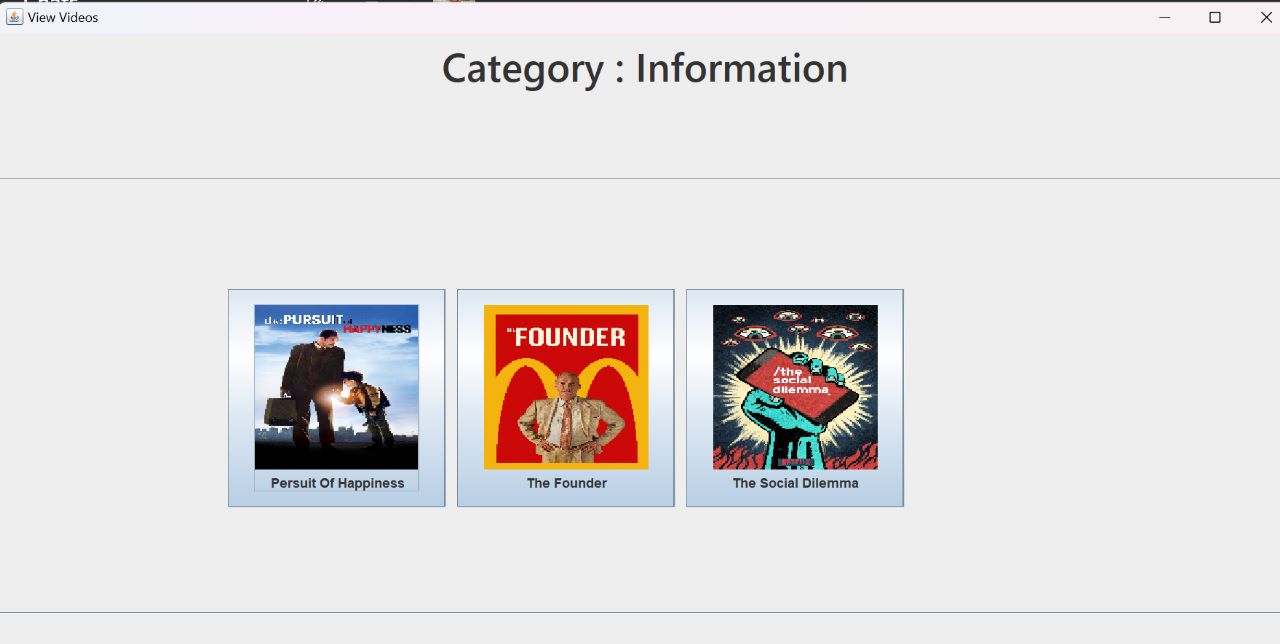 View Videos
Category : Information
the PURSUIT of
HAPPYNESS
Persuit Of Happiness
THE FOUNDER
The Founder
/the
social
dilemma_
The Social Dilemma